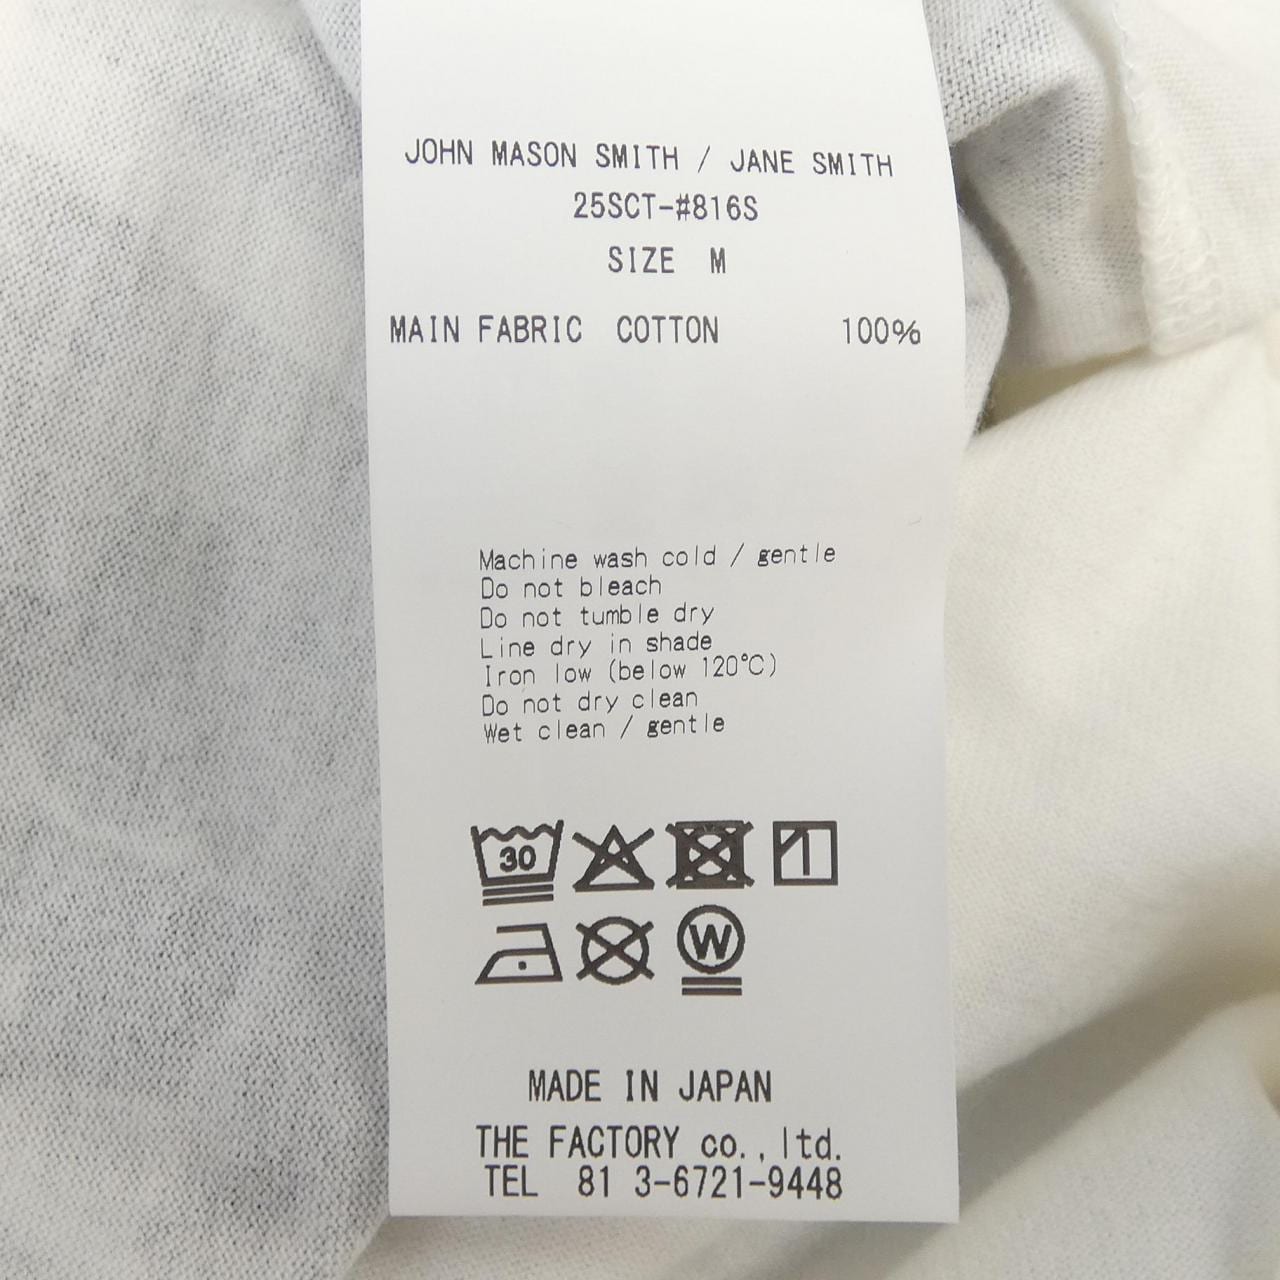 JOHN MASON SMITH / JANE SMITH
25SCT-#816S
SIZE M
MAIN FABRIC COTTON 100%
Machine wash cold / gentle
Do not bleach
Do not tumble dry
Line dry in shade
Iron low (below 120°C)
Do not dry clean
Wet clean / gentle
30
W
MADE IN JAPAN
THE FACTORY co., ltd.
TEL 81 3-6721-9448